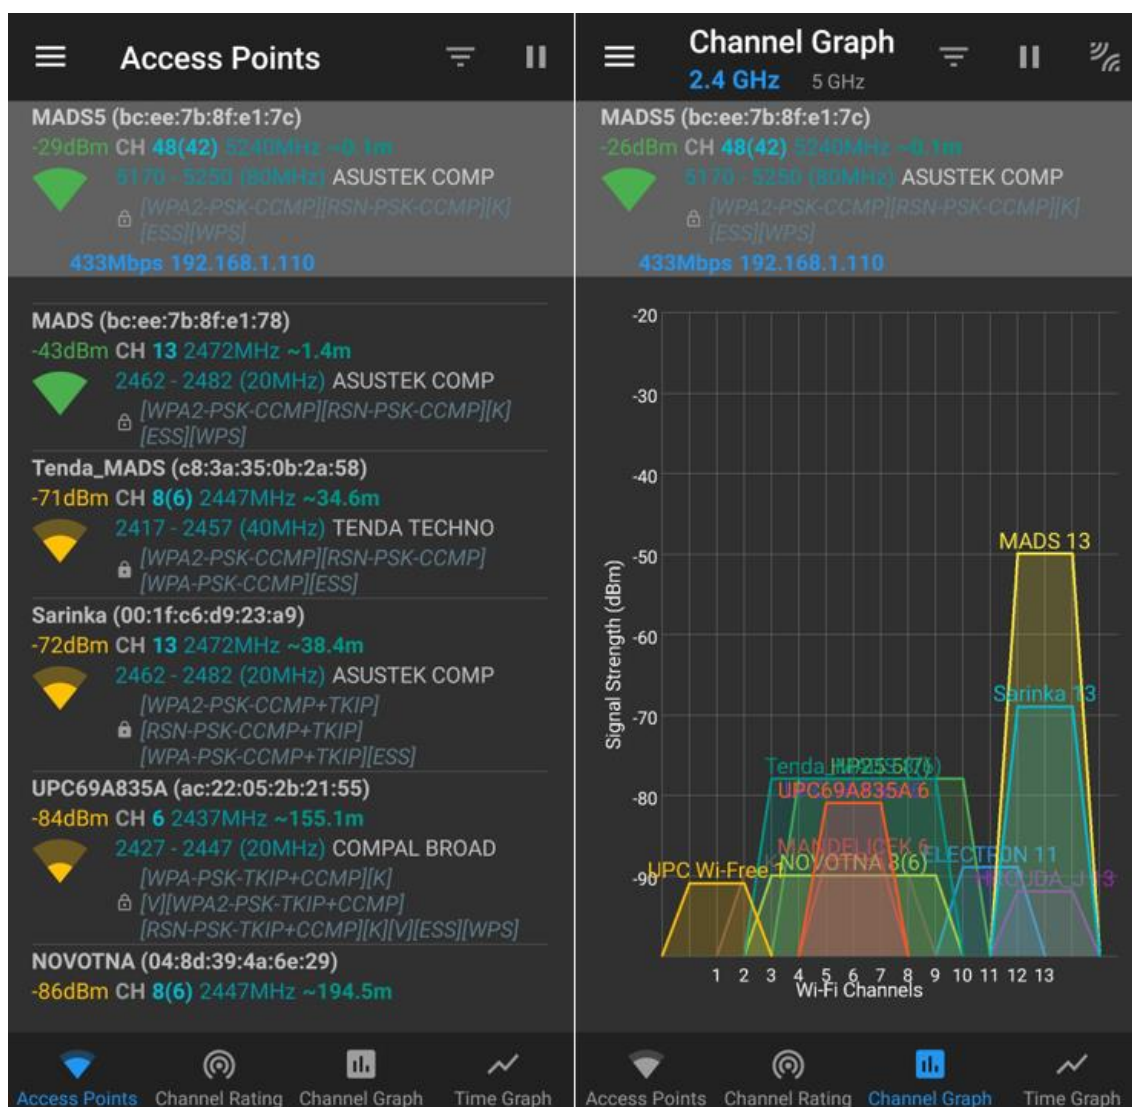 Access Points
MADS5 (bc:ee:7b:8f:e1:7c)
-29dBm CH 48(42) 5240MHz ~0.1m
5170 - 5250 (80MHz) ASUSTEK COMP
[WPA2-PSK-CCMP][RSN-PSK-CCMP][K]
[ESS][WPS]
433Mbps 192.168.1.110
MADS (bc:ee:7b:8f:e1:78)
-43dBm CH 13 2472MHz ~1.4m
2462 - 2482 (20MHz) ASUSTEK COMP
[WPA2-PSK-CCMP][RSN-PSK-CCMP][K]
[ESS][WPS]
Tenda_MADS (c8:3a:35:0b:2a:58)
-71dBm CH 8(6) 2447MHz ~34.6m
2417 - 2457 (40MHz) TENDA TECHNO
[WPA2-PSK-CCMP][RSN-PSK-CCMP]
[WPA-PSK-CCMP][ESS]
Sarinka (00:1f:c6:d9:23:a9)
-72dBm CH 13 2472MHz ~38.4m
2462 - 2482 (20MHz) ASUSTEK COMP
[WPA2-PSK-CCMP+TKIP]
[RSN-PSK-CCMP+TKIP]
[WPA-PSK-CCMP+TKIP][ESS]
UPC69A835A (ac:22:05:2b:21:55)
-84dBm CH 6 2437MHz ~155.1m
2427 - 2447 (20MHz) COMPAL BROAD
[WPA-PSK-TKIP+CCMP][K]
[V][WPA2-PSK-TKIP+CCMP]
[RSN-PSK-TKIP+CCMP][K][V][ESS][WPS]
NOVOTNA (04:8d:39:4a:6e:29)
-86dBm CH 8(6) 2447MHz ~194.5m
Access Points Channel Rating Channel Graph Time Graph
Channel Graph
2.4 GHz 5 GHz
MADS5 (bc:ee:7b:8f:e1:7c)
-26dBm CH 48(42) 5240MHz ~0.1m
5170 - 5250 (80MHz) ASUSTEK COMP
[WPA2-PSK-CCMP][RSN-PSK-CCMP][K]
[ESS][WPS]
433Mbps 192.168.1.110
-20
-30
-40
-50
-60
-70
-80
-90
Signal Strength (dBm)
MADS 13
Sarinka 13
UPC69A835A 6
MANDELICEK 6
NOVOTNA 8(6)
ELECTRON 11
UPC Wi-Free 1
1 2 3 4 5 6 7 8 9 10 11 12 13
Wi-Fi Channels
Access Points Channel Rating Channel Graph Time Graph